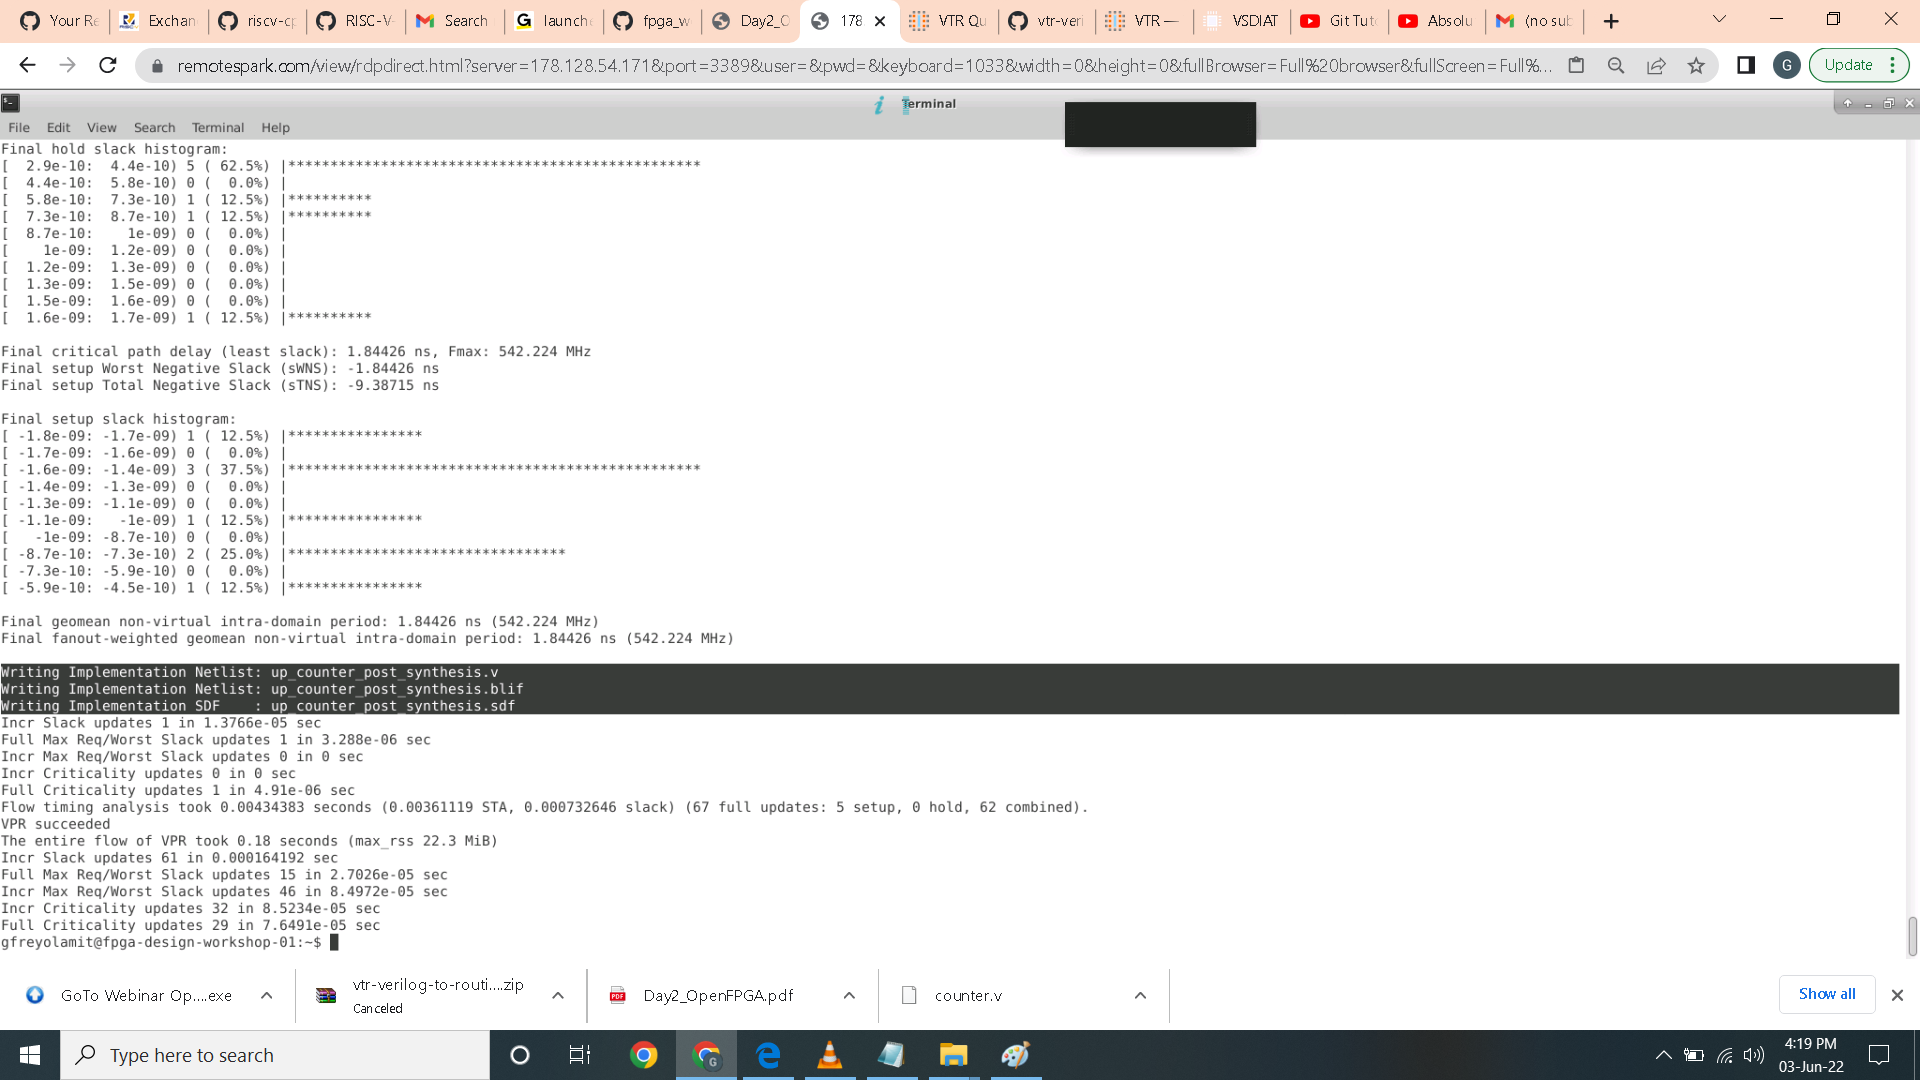 Your Re
Exchan
riscv-cp
RISC-V-
Search
launche
fpga_w
Day2_O
178
VTR Qu
vtr-veri
VTR —
VSDIAT
Git Tut
Absolu
(no sub
remotespark.com/view/rdpdirect.html?server=178.128.54.171&port=3389&user=&pwd=&keyboard=1033&width=0&height=0&fullBrowser=Full%20browser&fullScreen=Full%...
G
Update
Terminal
File Edit View Search Terminal Help
Final hold slack histogram:
[  2.9e-10:  4.4e-10) 5 ( 62.5%) |*************************************************
[  4.4e-10:  5.8e-10) 0 (  0.0%) |
[  5.8e-10:  7.3e-10) 1 ( 12.5%) |**********
[  7.3e-10:  8.7e-10) 1 ( 12.5%) |**********
[  8.7e-10:    1e-09) 0 (  0.0%) |
[    1e-09:  1.2e-09) 0 (  0.0%) |
[  1.2e-09:  1.3e-09) 0 (  0.0%) |
[  1.3e-09:  1.5e-09) 0 (  0.0%) |
[  1.5e-09:  1.6e-09) 0 (  0.0%) |
[  1.6e-09:  1.7e-09) 1 ( 12.5%) |**********
Final critical path delay (least slack): 1.84426 ns, Fmax: 542.224 MHz
Final setup Worst Negative Slack (sWNS): -1.84426 ns
Final setup Total Negative Slack (sTNS): -9.38715 ns
Final setup slack histogram:
[ -1.8e-09: -1.7e-09) 1 ( 12.5%) |****************
[ -1.7e-09: -1.6e-09) 0 (  0.0%) |
[ -1.6e-09: -1.4e-09) 3 ( 37.5%) |*************************************************
[ -1.4e-09: -1.3e-09) 0 (  0.0%) |
[ -1.3e-09: -1.1e-09) 0 (  0.0%) |
[ -1.1e-09:   -1e-09) 1 ( 12.5%) |****************
[   -1e-09: -8.7e-10) 0 (  0.0%) |
[ -8.7e-10: -7.3e-10) 2 ( 25.0%) |*********************************
[ -7.3e-10: -5.9e-10) 0 (  0.0%) |
[ -5.9e-10: -4.5e-10) 1 ( 12.5%) |****************
Final geomean non-virtual intra-domain period: 1.84426 ns (542.224 MHz)
Final fanout-weighted geomean non-virtual intra-domain period: 1.84426 ns (542.224 MHz)
Writing Implementation Netlist: up_counter_post_synthesis.v
Writing Implementation Netlist: up_counter_post_synthesis.blif
Writing Implementation SDF    : up_counter_post_synthesis.sdf
Incr Slack updates 1 in 1.3766e-05 sec
Full Max Req/Worst Slack updates 1 in 3.288e-06 sec
Incr Max Req/Worst Slack updates 0 in 0 sec
Incr Criticality updates 0 in 0 sec
Full Criticality updates 1 in 4.91e-06 sec
Flow timing analysis took 0.00434383 seconds (0.00361119 STA, 0.000732646 slack) (67 full updates: 5 setup, 0 hold, 62 combined).
VPR succeeded
The entire flow of VPR took 0.18 seconds (max_rss 22.3 MiB)
Incr Slack updates 61 in 0.000164192 sec
Full Max Req/Worst Slack updates 15 in 2.7026e-05 sec
Incr Max Req/Worst Slack updates 46 in 8.4972e-05 sec
Incr Criticality updates 32 in 8.5234e-05 sec
Full Criticality updates 29 in 7.6491e-05 sec
gfreyolamit@fpga-design-workshop-01:~$
GoTo Webinar Op....exe
vtr-verilog-to-routi....zip
Canceled
Day2_OpenFPGA.pdf
counter.v
Show all
Type here to search
4:19 PM
03-Jun-22